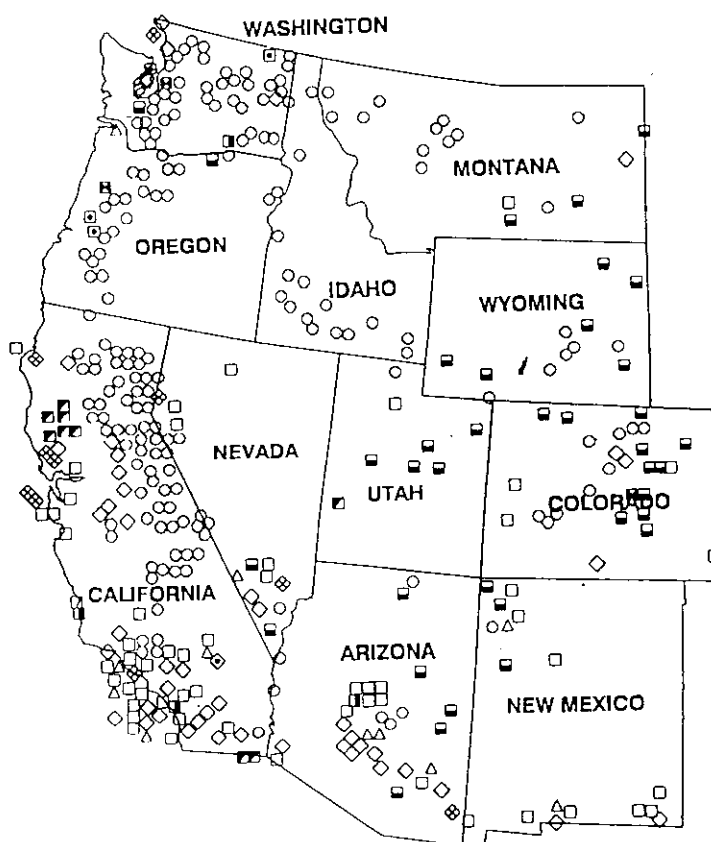 WASHINGTON
MONTANA
OREGON
IDAHO
WYOMING
NEVADA
UTAH
COLORADO
CALIFORNIA
ARIZONA
NEW MEXICO